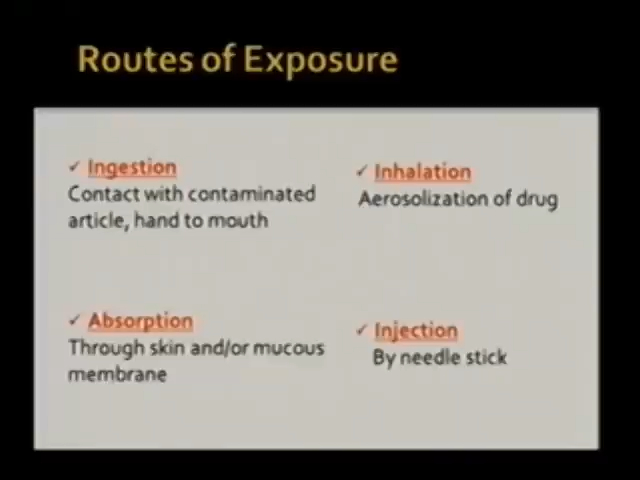 Routes of Exposure
✓ Ingestion
Contact with contaminated
article, hand to mouth
✓ Inhalation
Aerosolization of drug
✓ Absorption
Through skin and/or mucous
membrane
✓ Injection
By needle stick